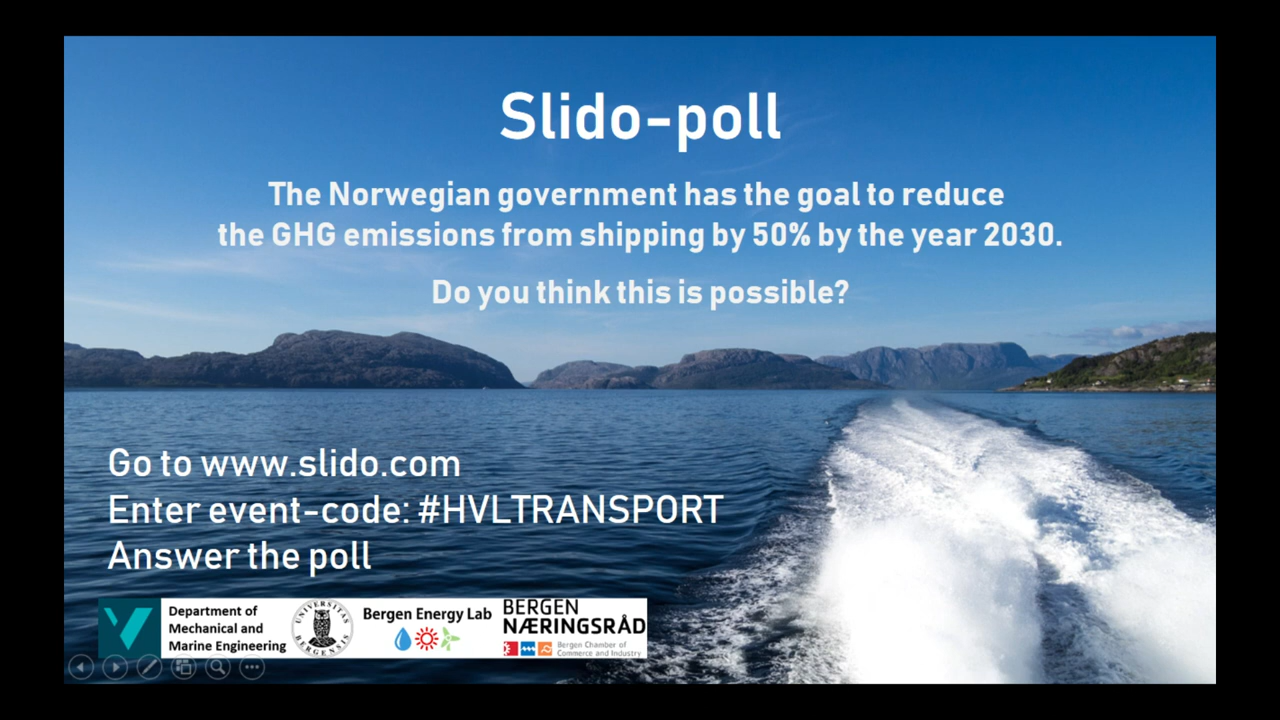 Slido-poll
The Norwegian government has the goal to reduce
the GHG emissions from shipping by 50% by the year 2030.
Do you think this is possible?
Go to www.slido.com
Enter event-code: #HVLTRANSPORT
Answer the poll
Department of
Mechanical and
Marine Engineering
UNIVERSITAS
BERGENSIS
Bergen Energy Lab
BERGEN
NÆRINGSRÅD
Bergen Chamber of
Commerce and Industry